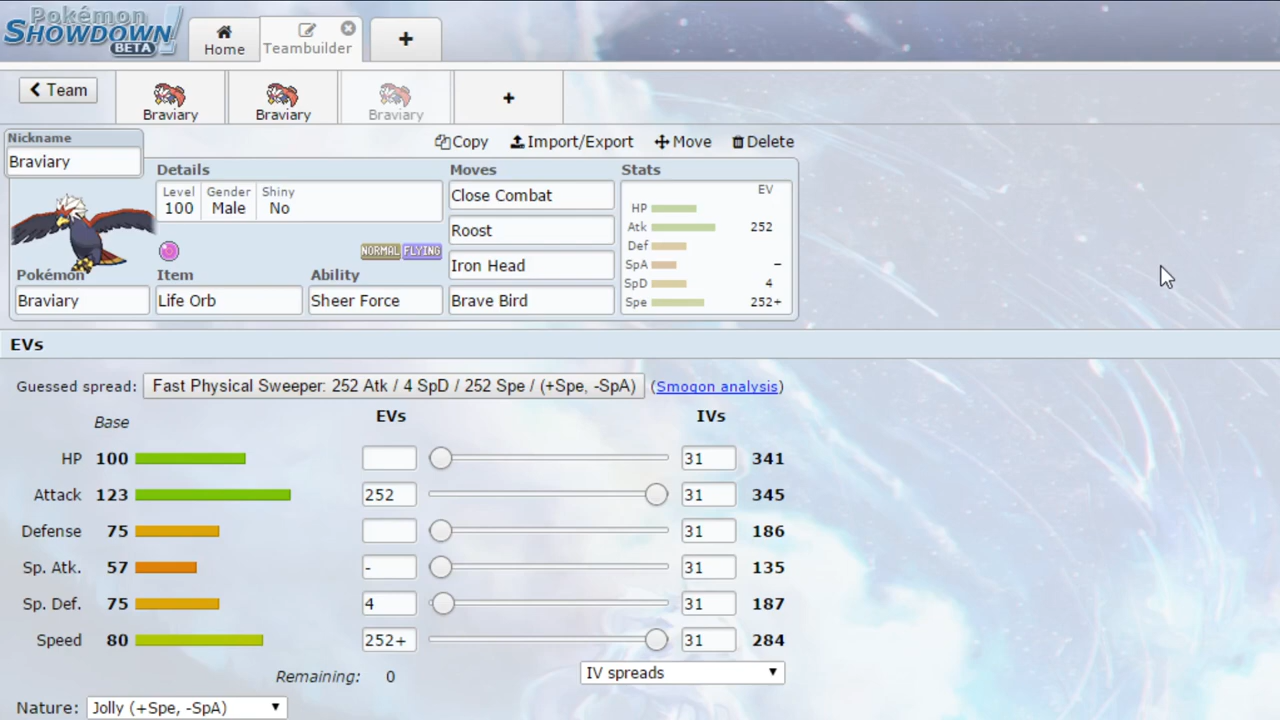 Pokémon
SHOWDOWN!
BETA
Home
Teambuilder
+
< Team
Braviary
Braviary
Braviary
+
Copy Import/Export Move Delete
Nickname
Braviary
Details
Level Gender Shiny
100 Male No
NORMAL FLYING
Pokémon Item Ability
Braviary Life Orb Sheer Force
Moves
Close Combat
Roost
Iron Head
Brave Bird
Stats
EV
HP
Atk 252
Def
SpA –
SpD 4
Spe 252+
EVs
Guessed spread: Fast Physical Sweeper: 252 Atk / 4 SpD / 252 Spe / (+Spe, -SpA) (Smogon analysis)
Base EVs IVs
HP 100 31 341
Attack 123 252 31 345
Defense 75 31 186
Sp. Atk. 57 - 31 135
Sp. Def. 75 4 31 187
Speed 80 252+ 31 284
Remaining: 0 IV spreads
Nature: Jolly (+Spe, -SpA)